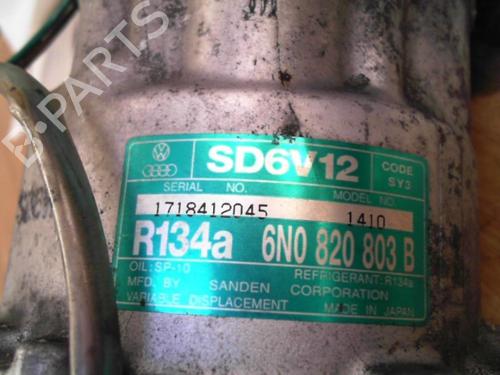 E-PARTS
SD6V12
CODE
SY3
SERIAL NO.
MODEL NO.
1718412045
1410
R134a 6N0 820 803 B
OIL: SP-10
REFRIGERANT: R134a
MFD. BY SANDEN CORPORATION
VARIABLE DISPLACEMENT
MADE IN JAPAN